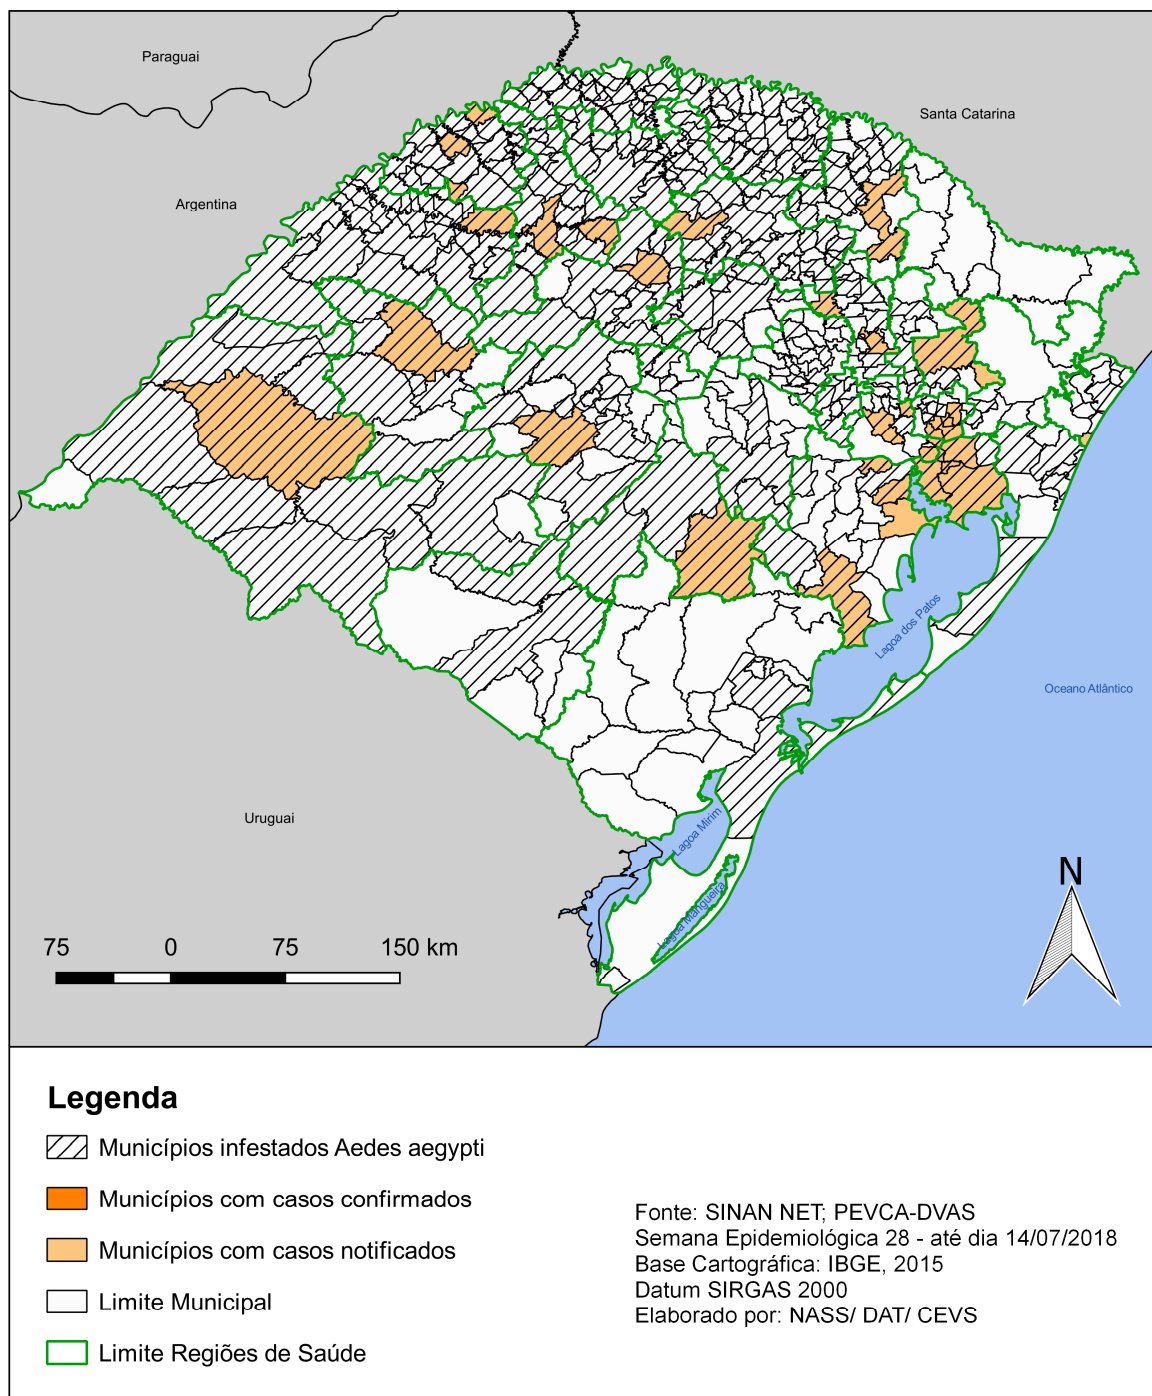 Paraguai
Santa Catarina
Argentina
Lagoa dos Patos
Oceano Atlântico
Uruguai
Lagoa Mirim
Lagoa Mangueira
N
75 0 75 150 km
Legenda
Municípios infestados Aedes aegypti
Municípios com casos confirmados
Municípios com casos notificados
Limite Municipal
Limite Regiões de Saúde
Fonte: SINAN NET; PEVCA-DVAS
Semana Epidemiológica 28 - até dia 14/07/2018
Base Cartográfica: IBGE, 2015
Datum SIRGAS 2000
Elaborado por: NASS/ DAT/ CEVS